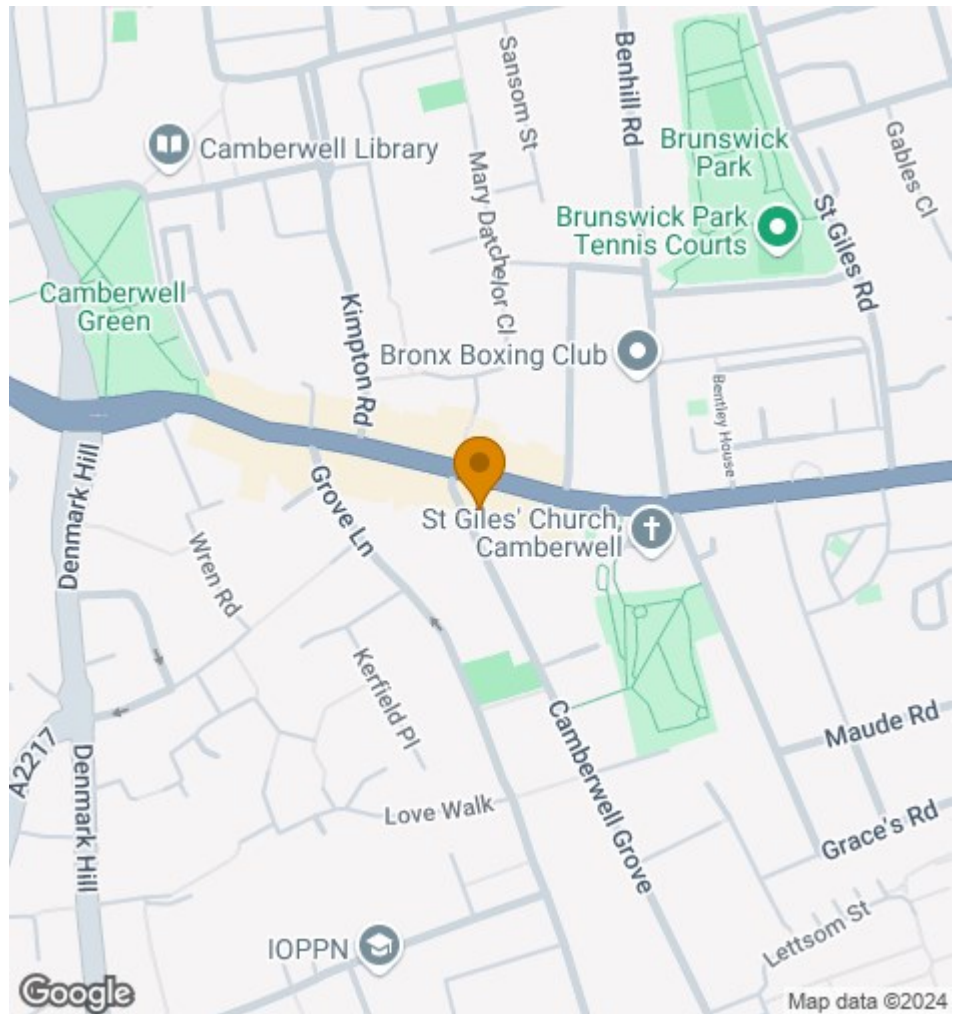 Sansom St
Benhill Rd
Camberwell Library
Mary Datchelor Cl
Brunswick
Park
Gables Cl
Brunswick Park
Tennis Courts
St Giles Rd
Camberwell
Green
Kimpton Rd
Bronx Boxing Club
Bentley House
Denmark Hill
Grove Ln
St Giles' Church,
Camberwell
Wren Rd
Kerfield Pl
Camberwell Grove
Maude Rd
A2217
Denmark Hill
Love Walk
Grace's Rd
Lettsom St
IOPPN
Google
Map data ©2024